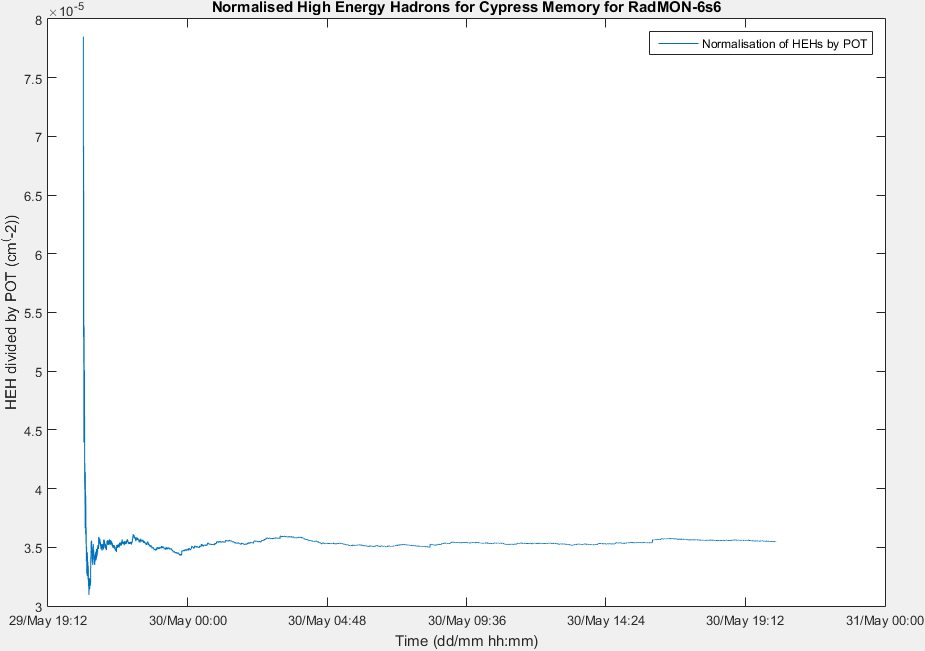 Normalised High Energy Hadrons for Cypress Memory for RadMON-6s6
×10-5
8
7.5
7
6.5
6
5.5
5
4.5
4
3.5
3
HEH divided by POT (cm(-2))
Normalisation of HEHs by POT
29/May 19:12
30/May 00:00
30/May 04:48
30/May 09:36
30/May 14:24
30/May 19:12
31/May 00:00
Time (dd/mm hh:mm)